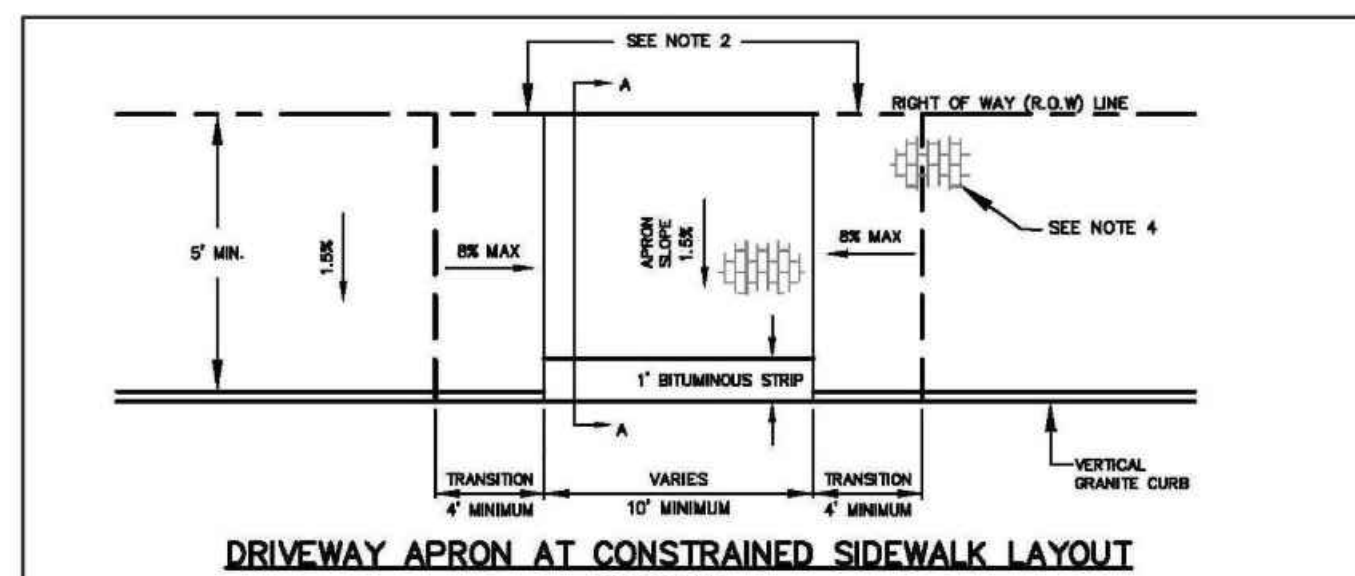 SEE NOTE 2
A
RIGHT OF WAY (R.O.W) LINE
SEE NOTE 4
5' MIN.
1.5%
8% MAX
APRON
SLOPE
1.5%
8% MAX
1' BITUMINOUS STRIP
A
VERTICAL
GRANITE CURB
TRANSITION
4' MINIMUM
VARIES
10' MINIMUM
TRANSITION
4' MINIMUM
DRIVEWAY APRON AT CONSTRAINED SIDEWALK LAYOUT